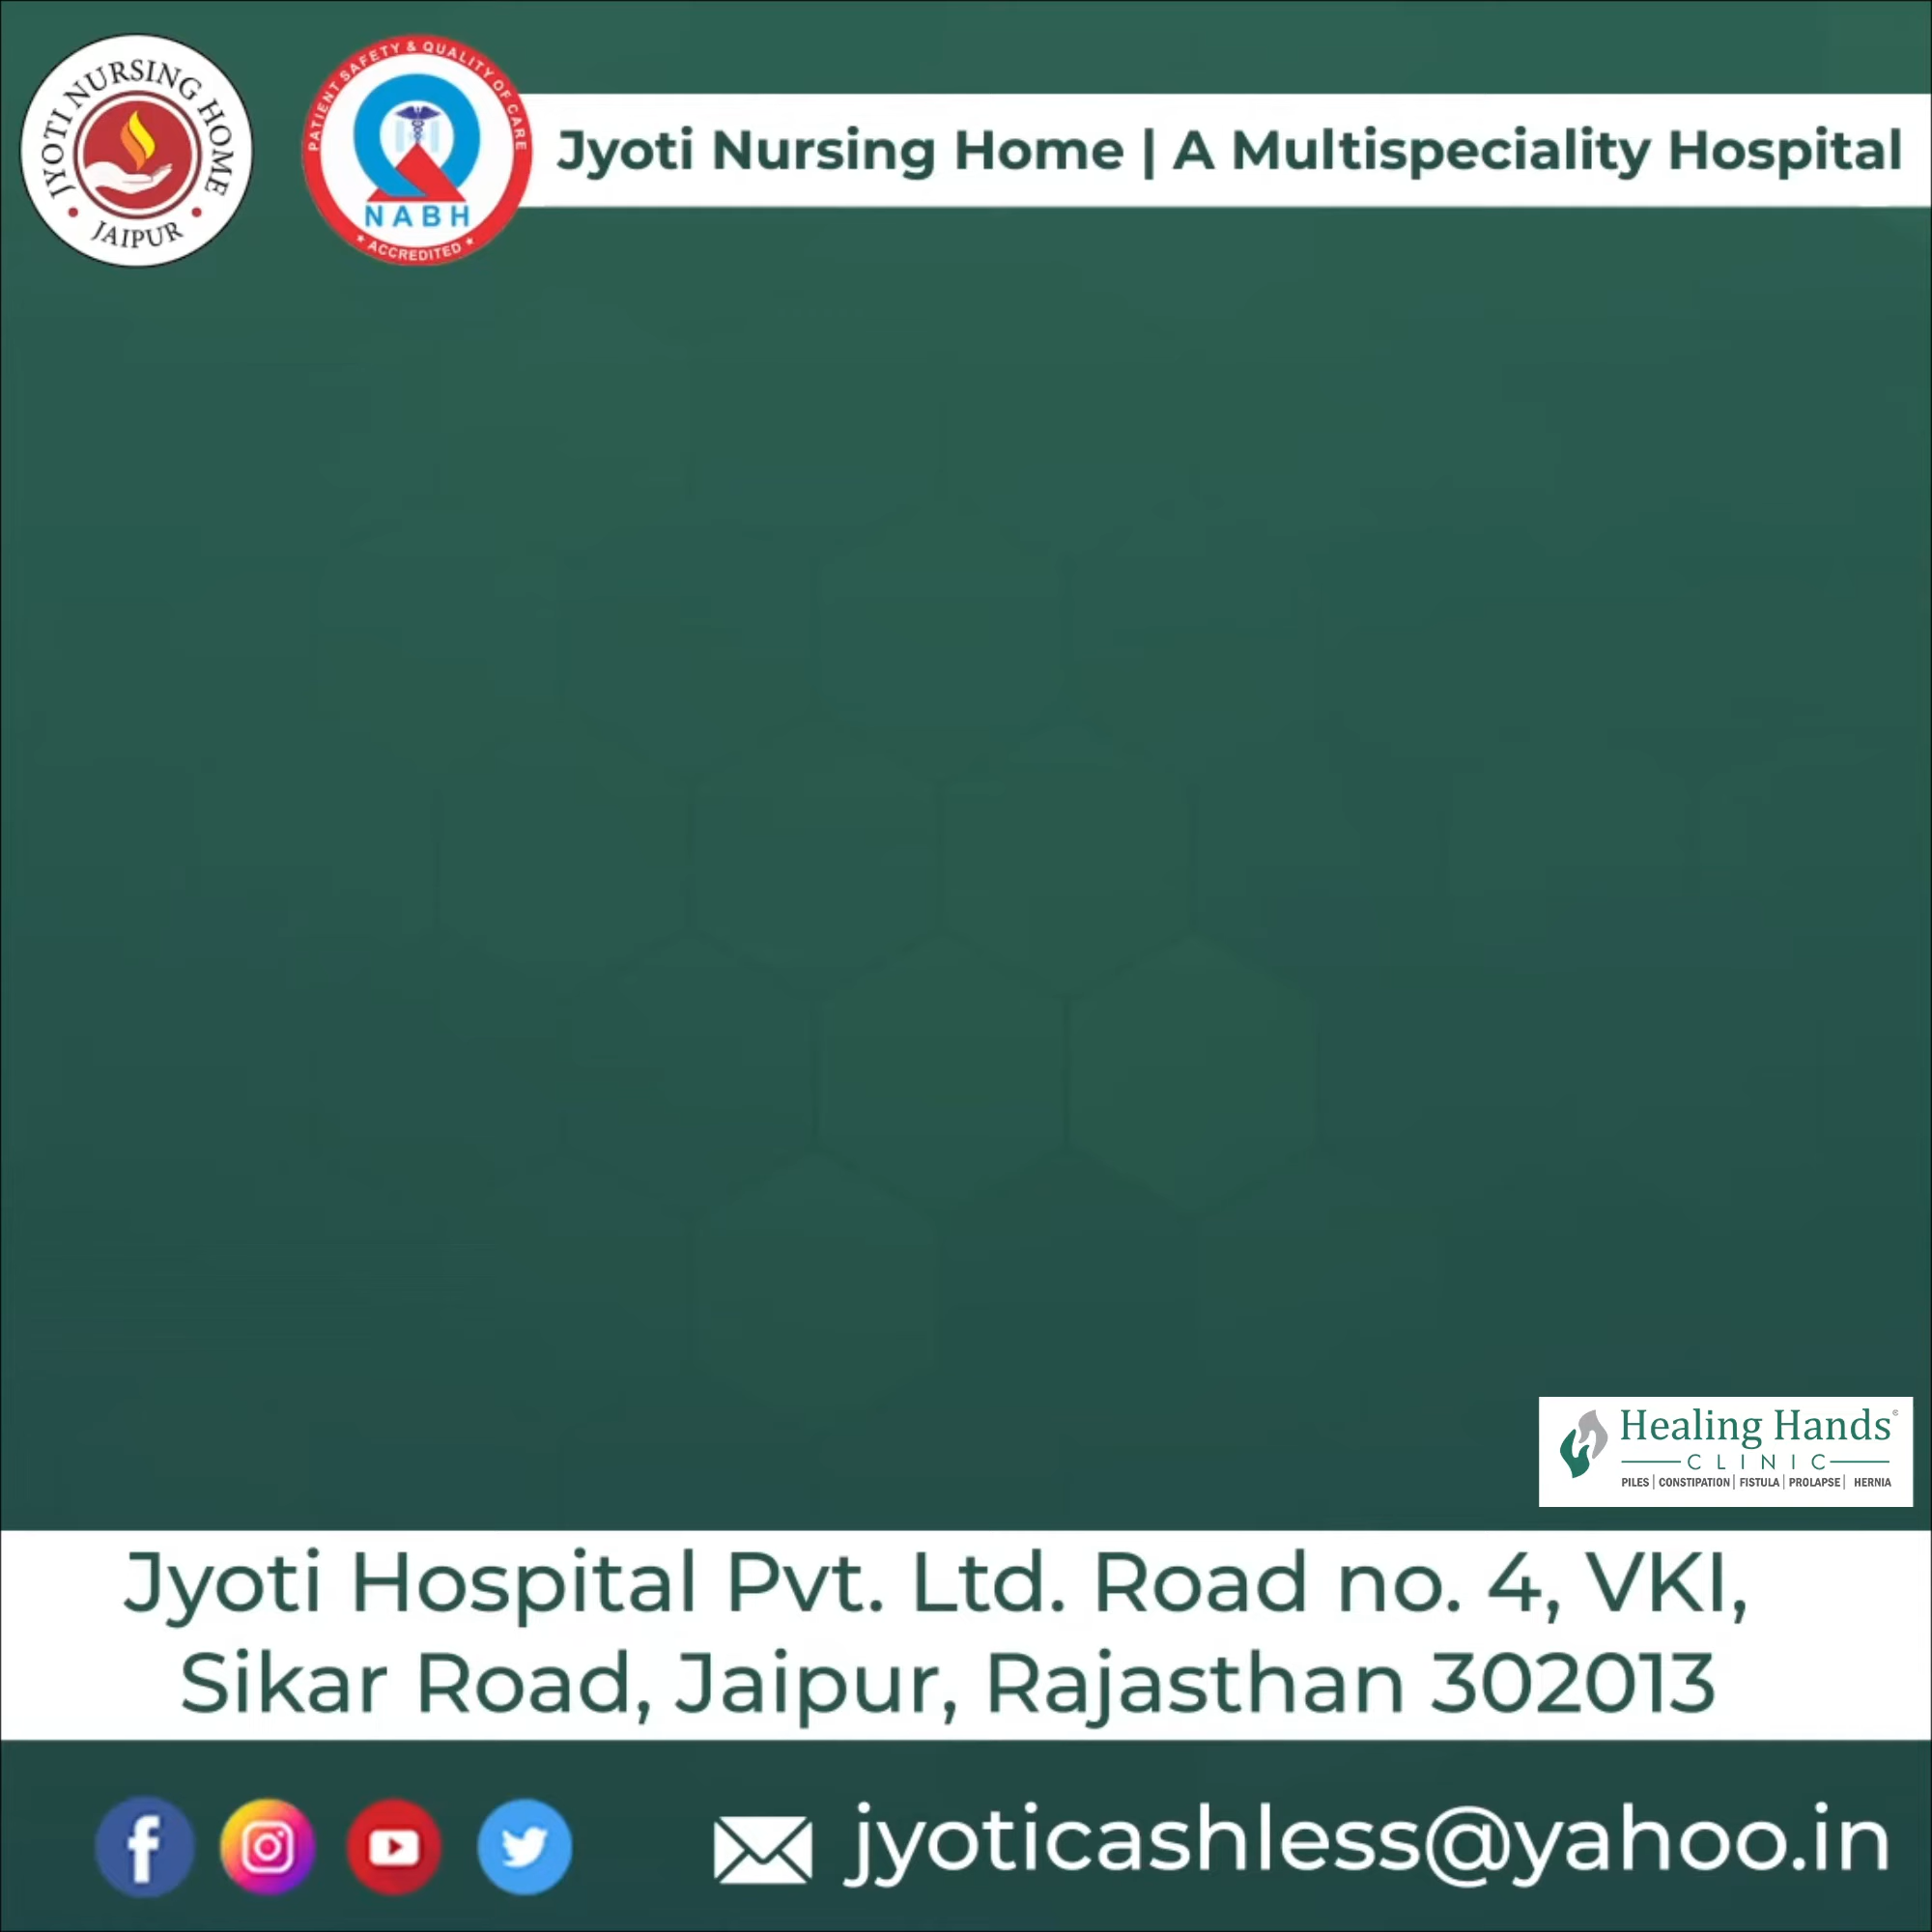 JYOTI NURSING HOME
JAIPUR
PATIENT SAFETY & QUALITY OF CARE
NABH
ACCREDITED
Jyoti Nursing Home | A Multispeciality Hospital
Healing Hands
CLINIC
PILES | CONSTIPATION | FISTULA | PROLAPSE | HERNIA
Jyoti Hospital Pvt. Ltd. Road no. 4, VKI,
Sikar Road, Jaipur, Rajasthan 302013
jyoticashless@yahoo.in